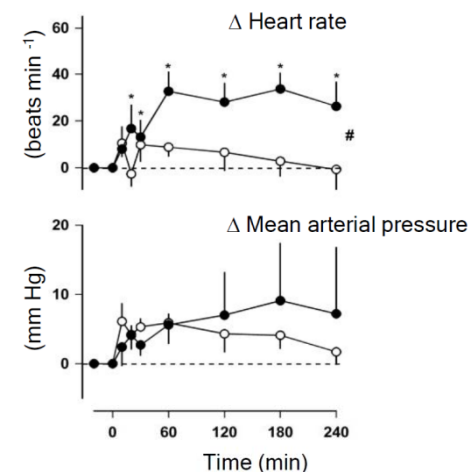 Δ Heart rate
(beats min -1)
60
40
20
0
* * * * * *
#
Δ Mean arterial pressure
(mm Hg)
20
10
0
0 60 120 180 240
Time (min)